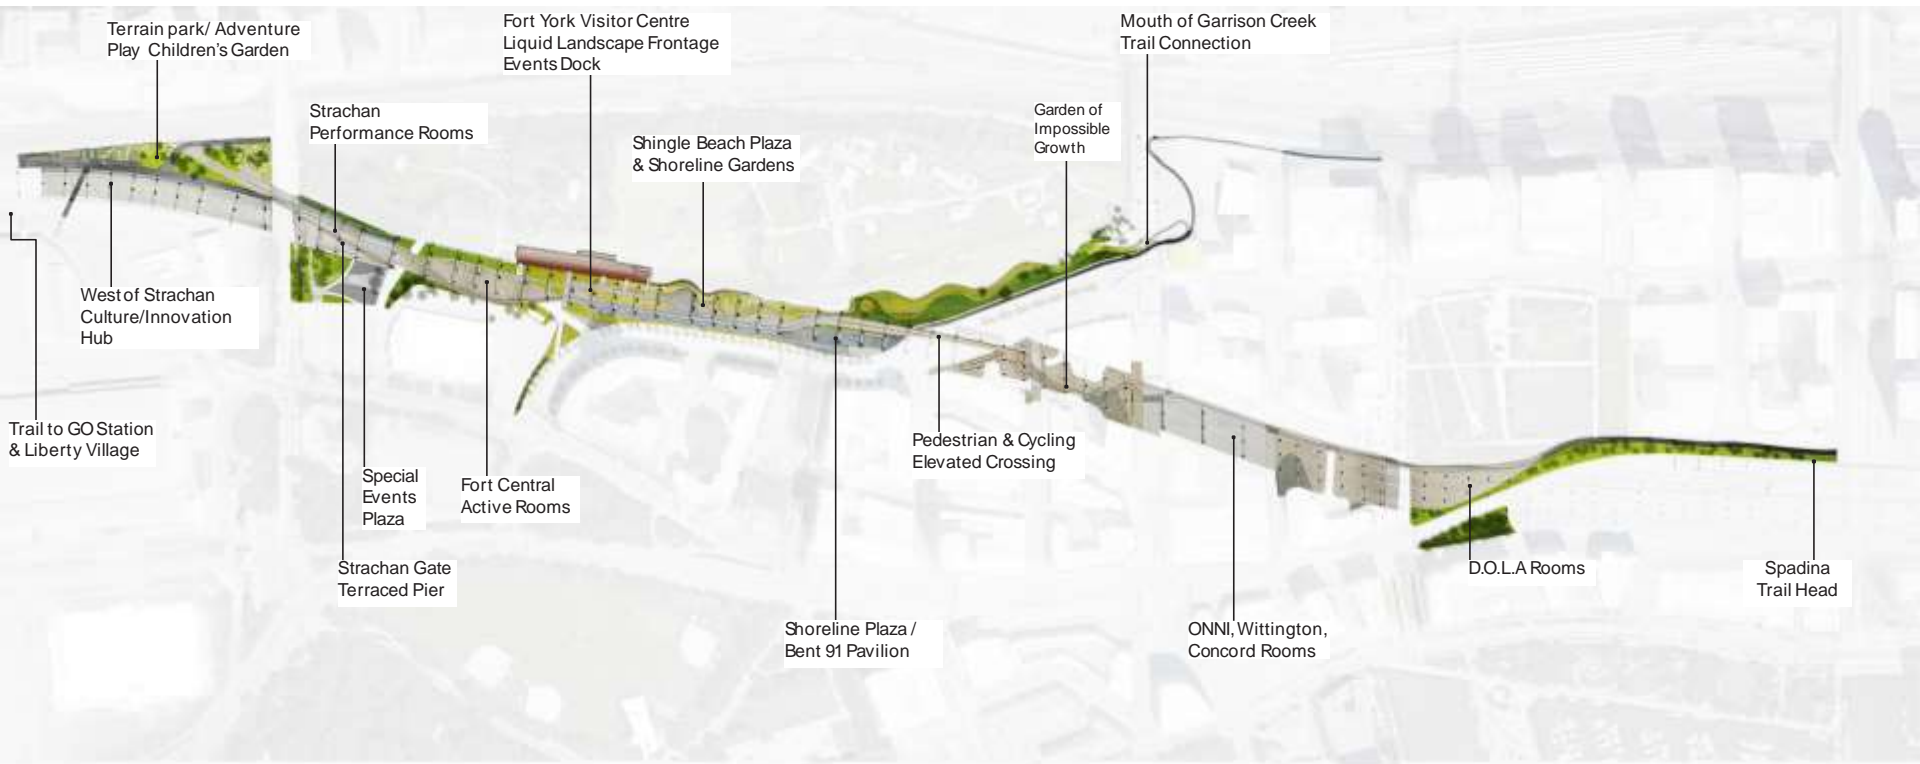 Terrain park/ Adventure
Play Children's Garden
Fort York Visitor Centre
Liquid Landscape Frontage
Events Dock
Mouth of Garrison Creek
Trail Connection
Strachan
Performance Rooms
Shingle Beach Plaza
& Shoreline Gardens
Garden of
Impossible
Growth
West of Strachan
Culture/Innovation
Hub
Trail to GO Station
& Liberty Village
Special
Events
Plaza
Fort Central
Active Rooms
Pedestrian & Cycling
Elevated Crossing
Strachan Gate
Terraced Pier
D.O.L.A Rooms
Spadina
Trail Head
Shoreline Plaza /
Bent 91 Pavilion
ONNI, Wittington,
Concord Rooms